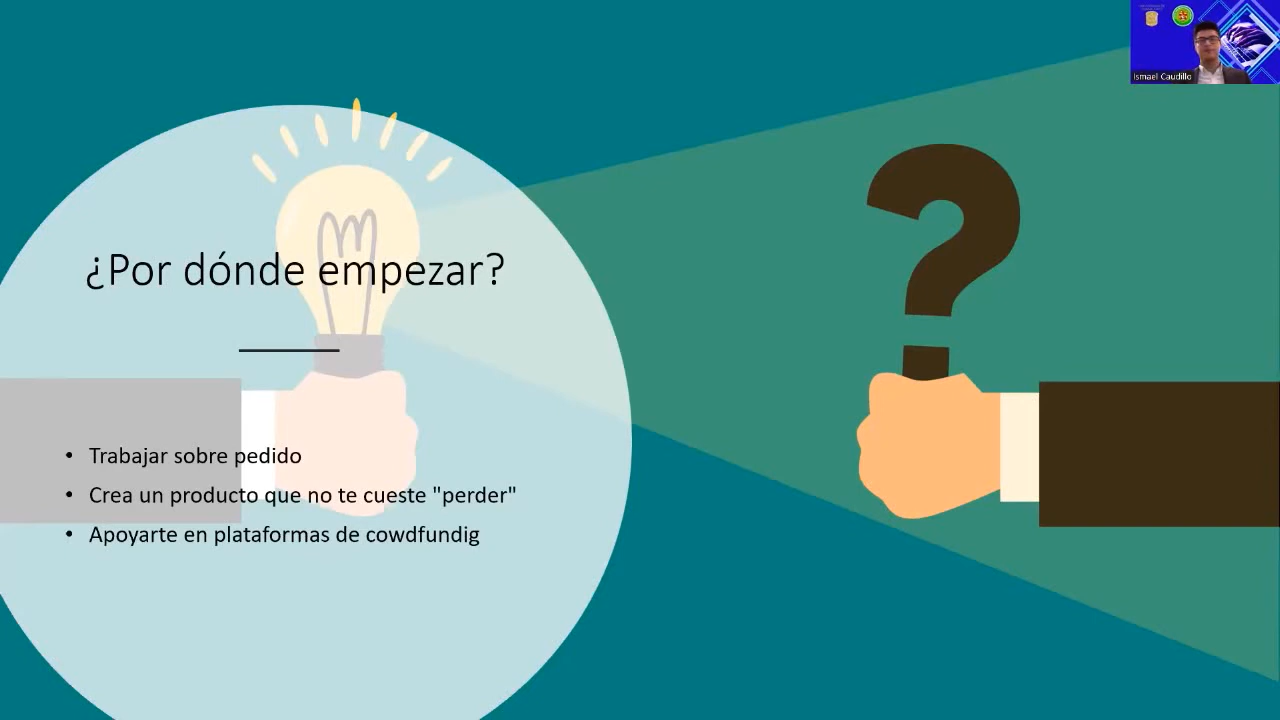 Ismael Caudillo
¿Por dónde empezar?
• Trabajar sobre pedido
• Crea un producto que no te cueste "perder"
• Apoyarte en plataformas de cowdfundig